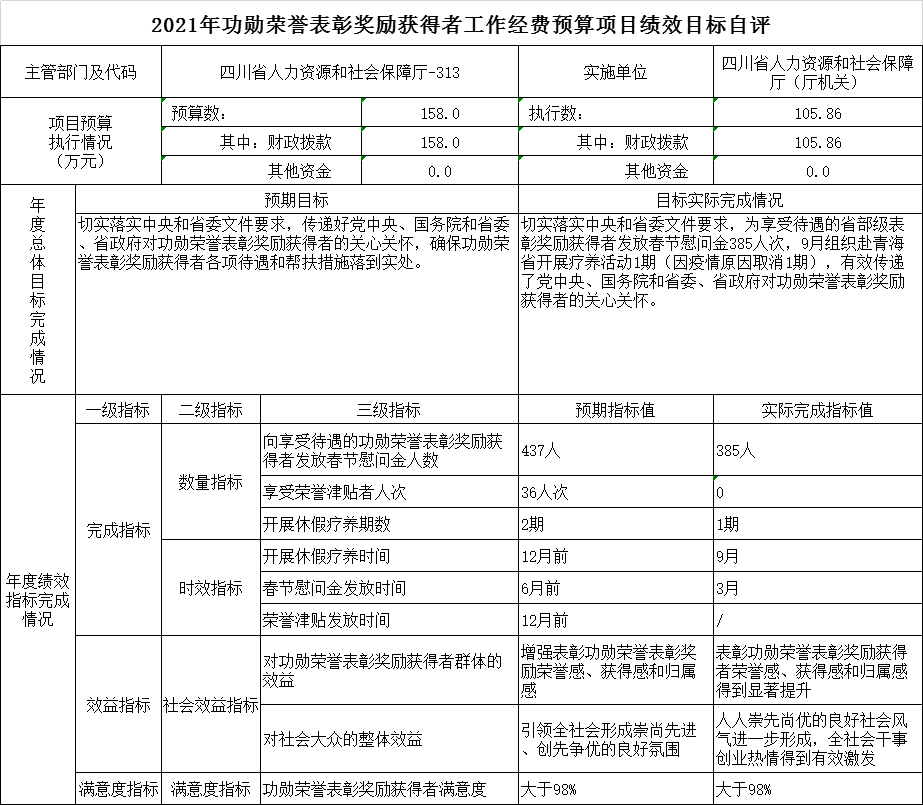 2021年功勋荣誉表彰奖励获得者工作经费预算项目绩效目标自评
主管部门及代码
四川省人力资源和社会保障厅-313
实施单位
四川省人力资源和社会保障
厅（厅机关）
项目预算
执行情况
（万元）
预算数：
158.0
执行数：
105.86
其中：财政拨款
158.0
其中：财政拨款
105.86
其他资金
0.0
其他资金
0.0
年
度
总
体
目
标
完
成
情
况
预期目标
目标实际完成情况
切实落实中央和省委文件要求，传递好党中央、国务院和省委
、省政府对功勋荣誉表彰奖励获得者的关心关怀，确保功勋荣
誉表彰奖励获得者各项待遇和帮扶措施落到实处。
切实落实中央和省委文件要求，为享受待遇的省部级表
彰奖励获得者发放春节慰问金385人次，9月组织赴青海
省开展疗养活动1期（因疫情原因取消1期），有效传递
了党中央、国务院和省委、省政府对功勋荣誉表彰奖励
获得者的关心关怀。
年度绩效
指标完成
情况
一级指标
二级指标
三级指标
预期指标值
实际完成指标值
完成指标
数量指标
向享受待遇的功勋荣誉表彰奖励获
得者发放春节慰问金人数
437人
385人
享受荣誉津贴者人次
36人次
0
开展休假疗养期数
2期
1期
时效指标
开展休假疗养时间
12月前
9月
春节慰问金发放时间
6月前
3月
荣誉津贴发放时间
12月前
/
效益指标
社会效益指标
对功勋荣誉表彰奖励获得者群体的
效益
增强表彰功勋荣誉表彰奖
励荣誉感、获得感和归属
感
表彰功勋荣誉表彰奖励获得
者荣誉感、获得感和归属感
得到显著提升
对社会大众的整体效益
引领全社会形成崇尚先进
、创先争优的良好氛围
人人崇先尚优的良好社会风
气进一步形成，全社会干事
创业热情得到有效激发
满意度指标
满意度指标
功勋荣誉表彰奖励获得者满意度
大于98%
大于98%